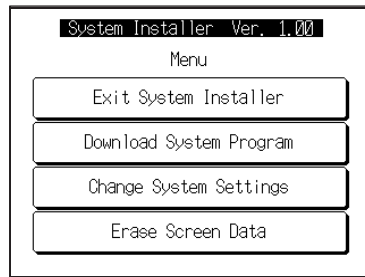 System Installer Ver. 1.00
Menu
Exit System Installer
Download System Program
Change System Settings
Erase Screen Data